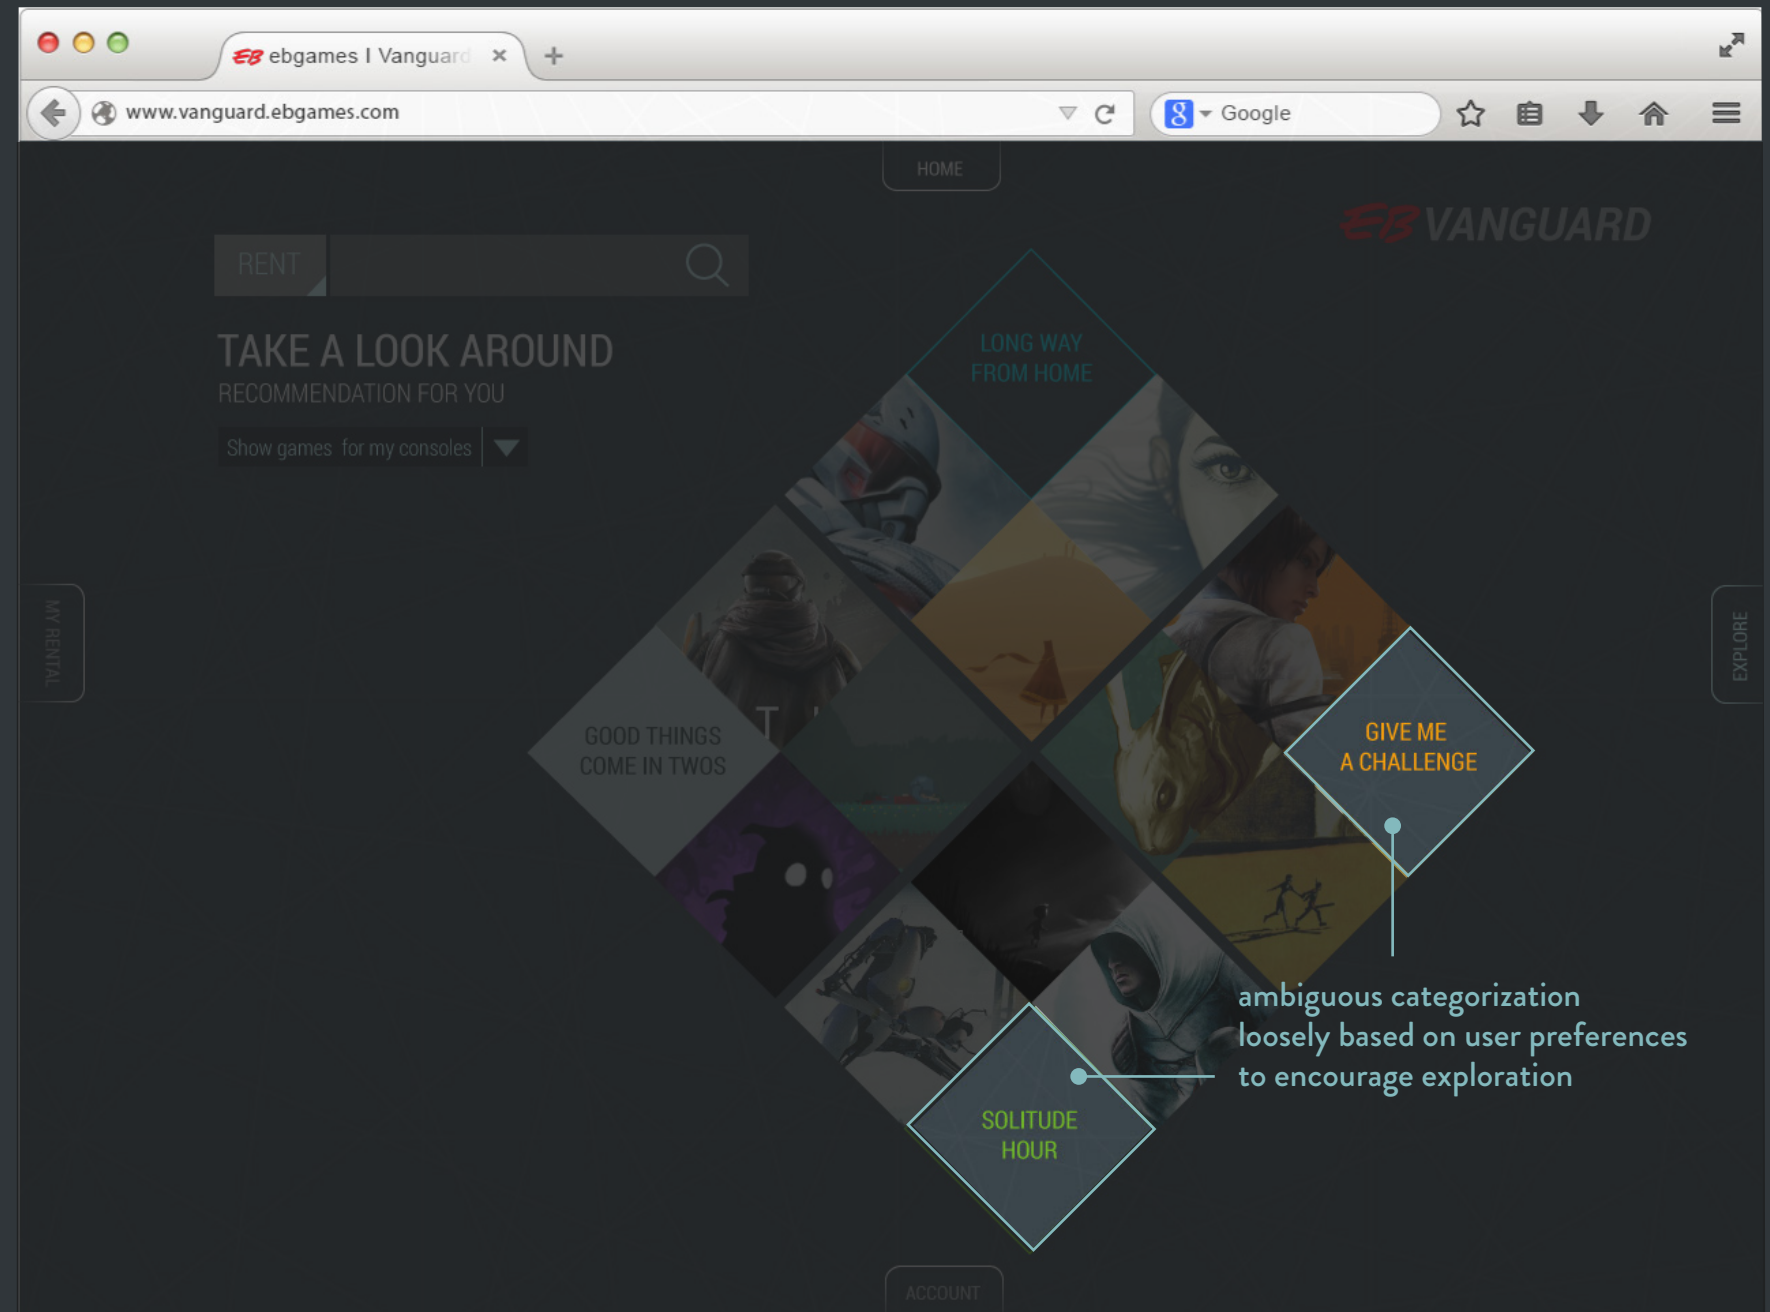 EB ebgames I Vanguard
www.vanguard.ebgames.com
Google
HOME
EB VANGUARD
RENT
TAKE A LOOK AROUND
RECOMMENDATION FOR YOU
Show games for my consoles
LONG WAY
FROM HOME
MY RENTAL
EXPLORE
GOOD THINGS
COME IN TWOS
GIVE ME
A CHALLENGE
ambiguous categorization
loosely based on user preferences
to encourage exploration
SOLITUDE
HOUR
ACCOUNT